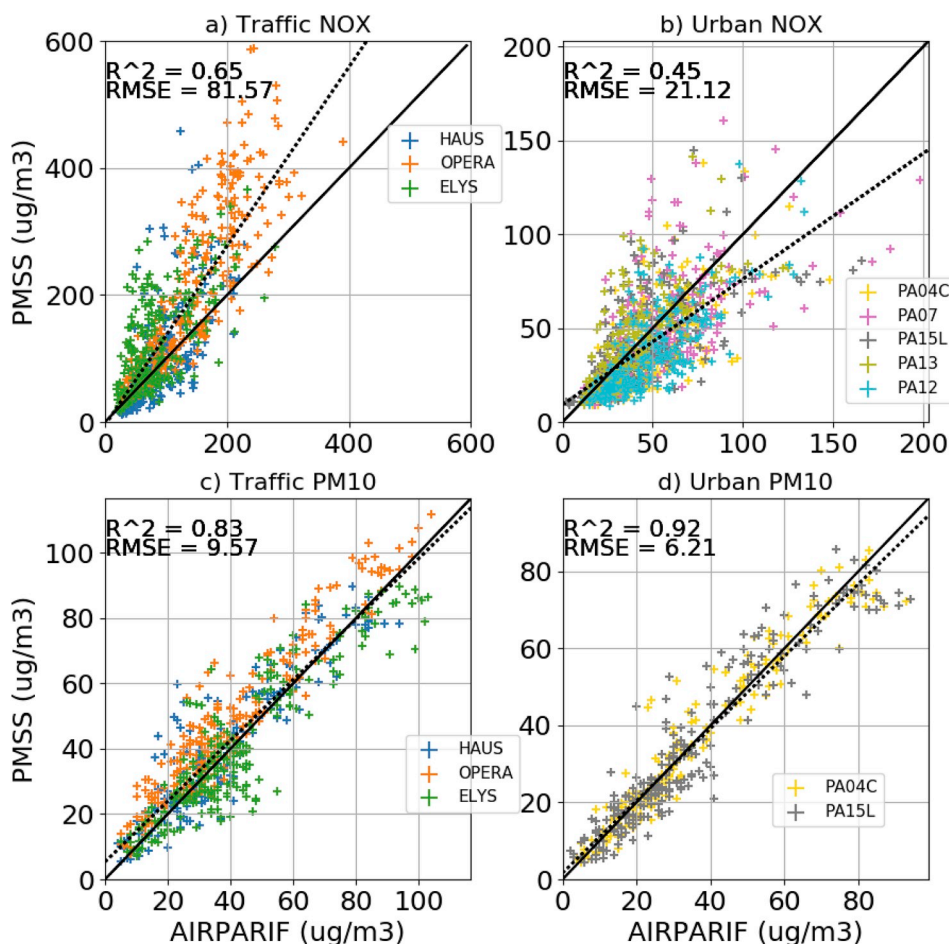 a) Traffic NOX
R^2 = 0.65
RMSE = 81.57
HAUS
OPERA
ELYS
PMSS (ug/m3)
600
400
200
0
0 200 400 600
b) Urban NOX
R^2 = 0.45
RMSE = 21.12
PA04C
PA07
PA15L
PA13
PA12
200
150
100
50
0
0 50 100 150 200
c) Traffic PM10
R^2 = 0.83
RMSE = 9.57
HAUS
OPERA
ELYS
PMSS (ug/m3)
100
80
60
40
20
0
0 20 40 60 80 100
AIRPARIF (ug/m3)
d) Urban PM10
R^2 = 0.92
RMSE = 6.21
PA04C
PA15L
80
60
40
20
0
0 20 40 60 80
AIRPARIF (ug/m3)